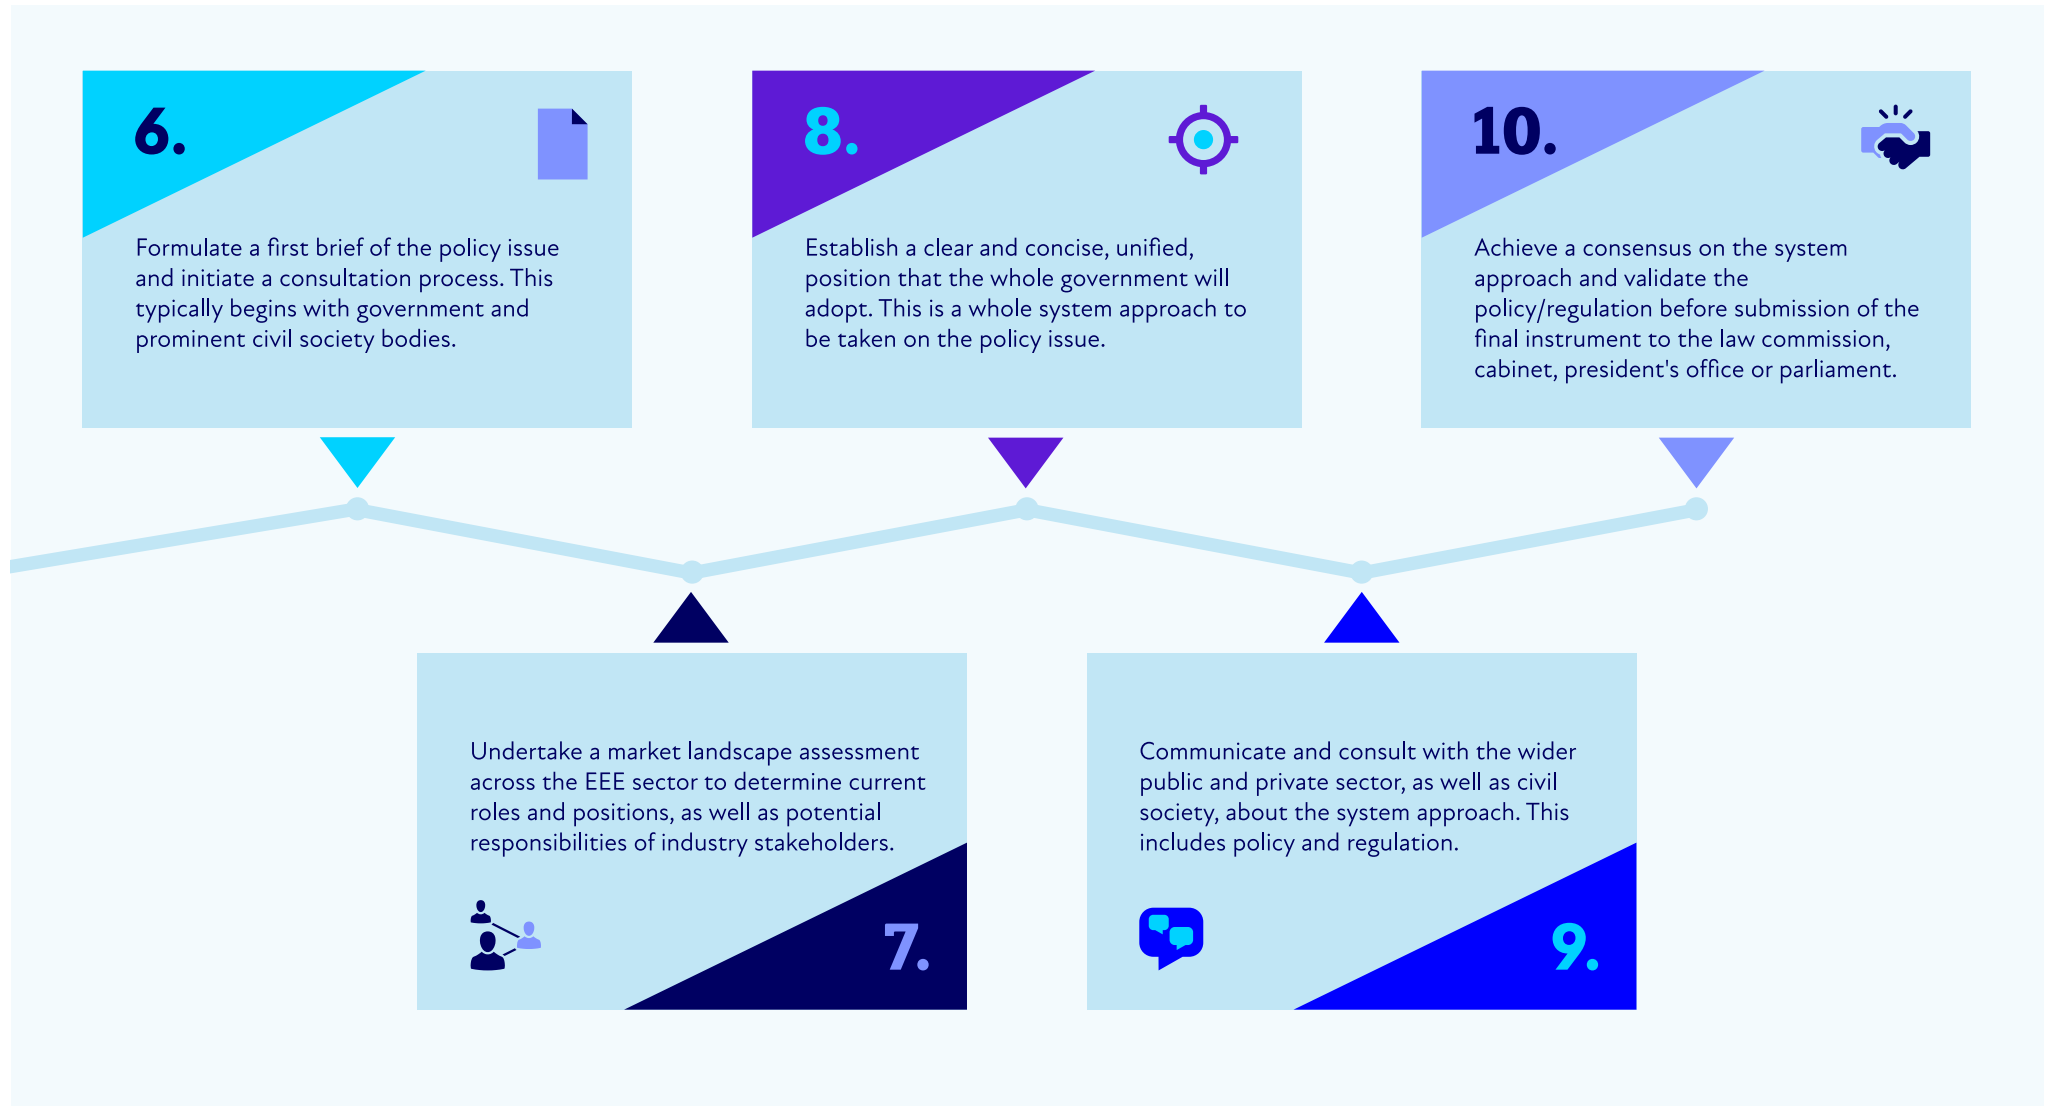 6.
Formulate a first brief of the policy issue
and initiate a consultation process. This
typically begins with government and
prominent civil society bodies.
Undertake a market landscape assessment
across the EEE sector to determine current
roles and positions, as well as potential
responsibilities of industry stakeholders.
7.
8.
Establish a clear and concise, unified,
position that the whole government will
adopt. This is a whole system approach to
be taken on the policy issue.
Communicate and consult with the wider
public and private sector, as well as civil
society, about the system approach. This
includes policy and regulation.
9.
10.
Achieve a consensus on the system
approach and validate the
policy/regulation before submission of the
final instrument to the law commission,
cabinet, president's office or parliament.